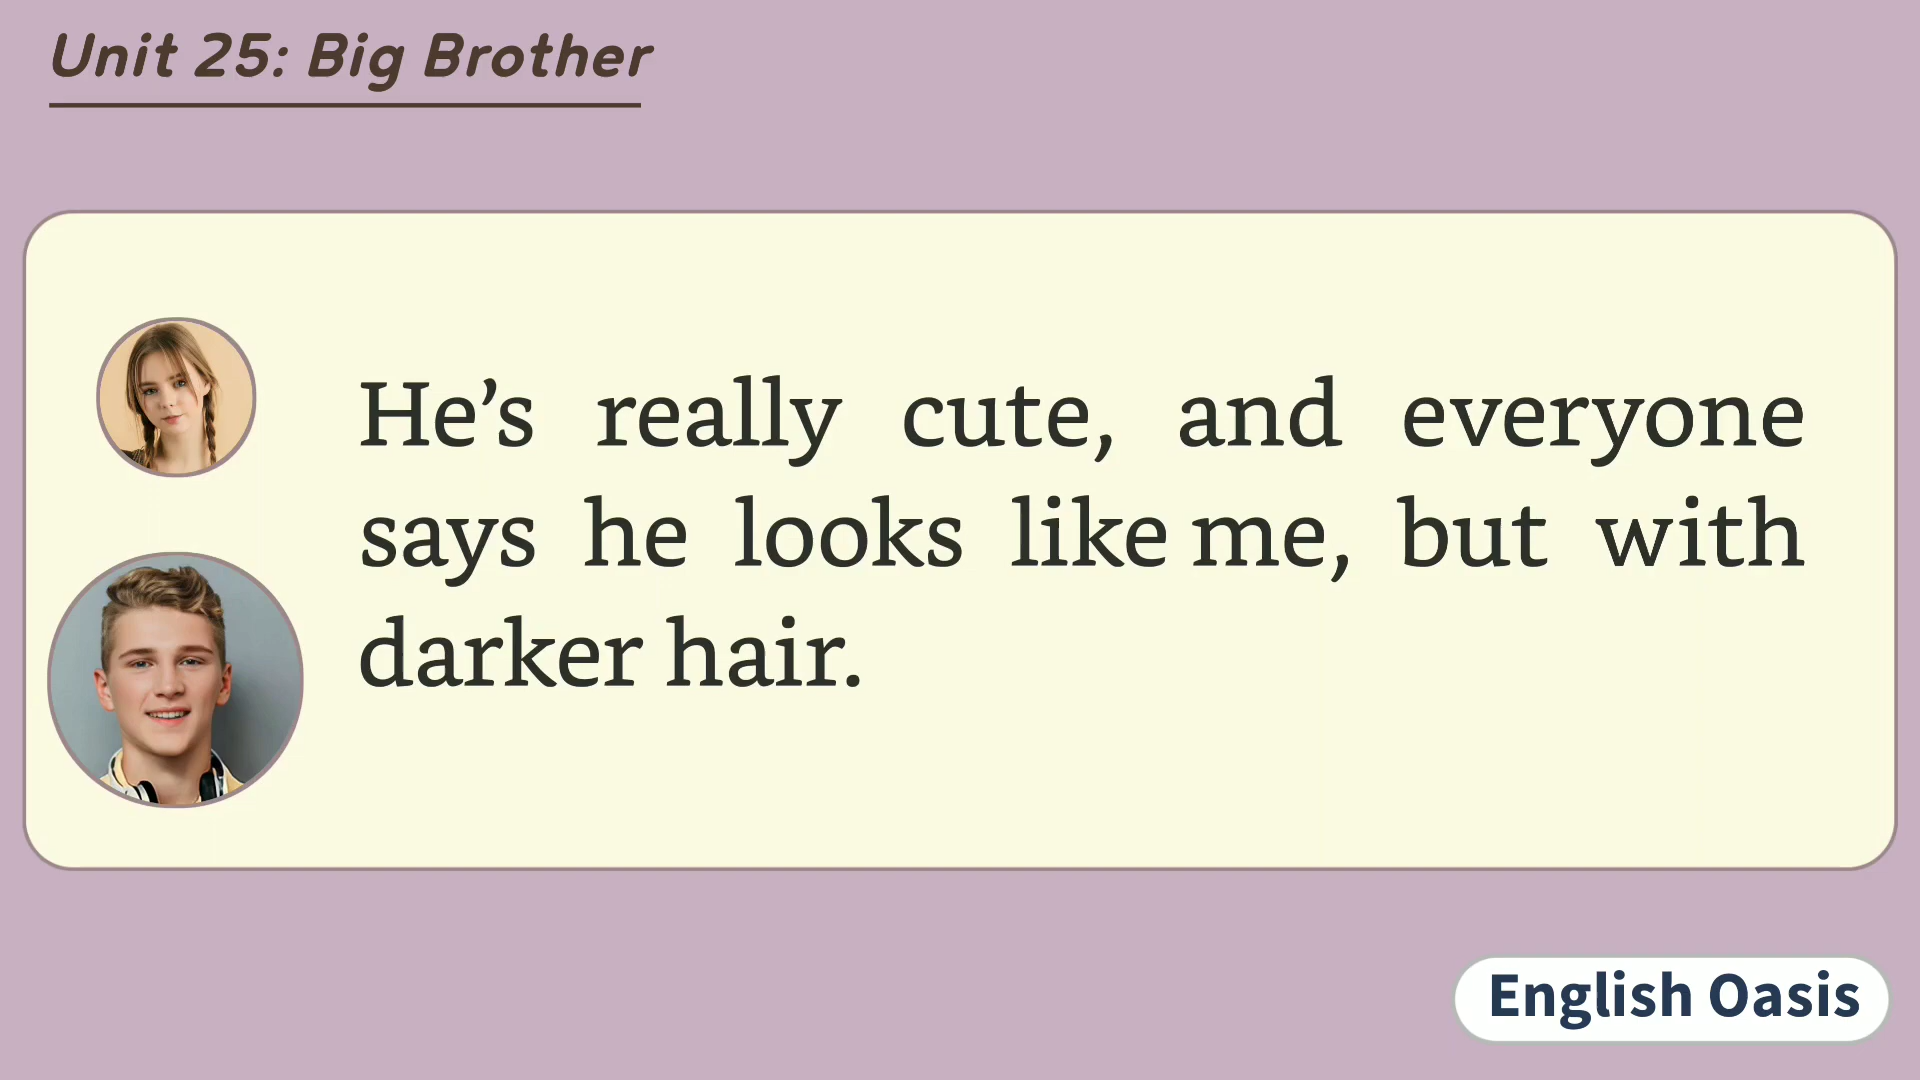 Unit 25: Big Brother
He’s really cute, and everyone
says he looks like me, but with
darker hair.
English Oasis